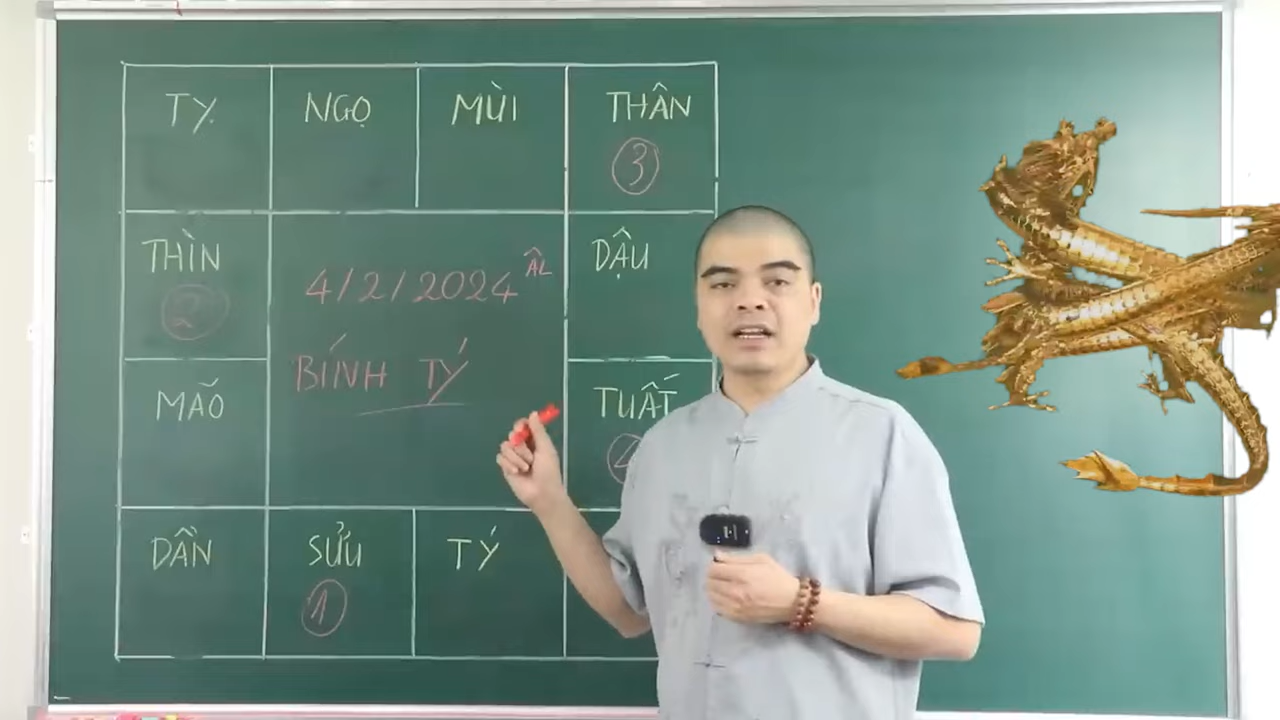 TỴ NGỌ MÙI THÂN
③
THÌN DẬU
②
4/2/2024 ÂL
BÍNH TÝ
MÃO TUẤT
④
DẦN SỬU TÝ
①